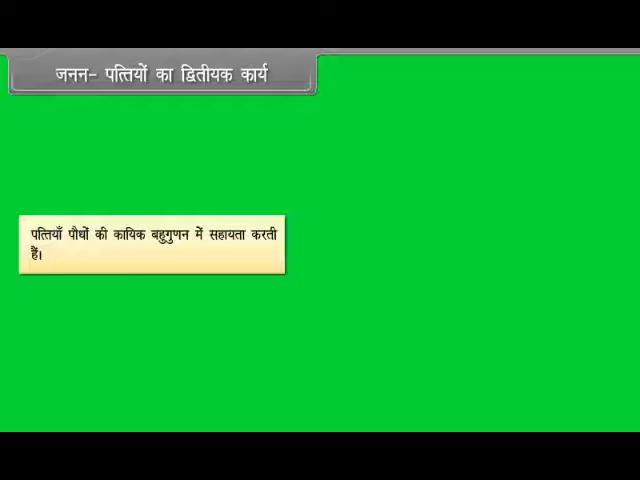 जनन- पत्तियों का द्वितीयक कार्य
पत्तियाँ पौधों की कायिक बहुगुणन में सहायता करती
हैं।